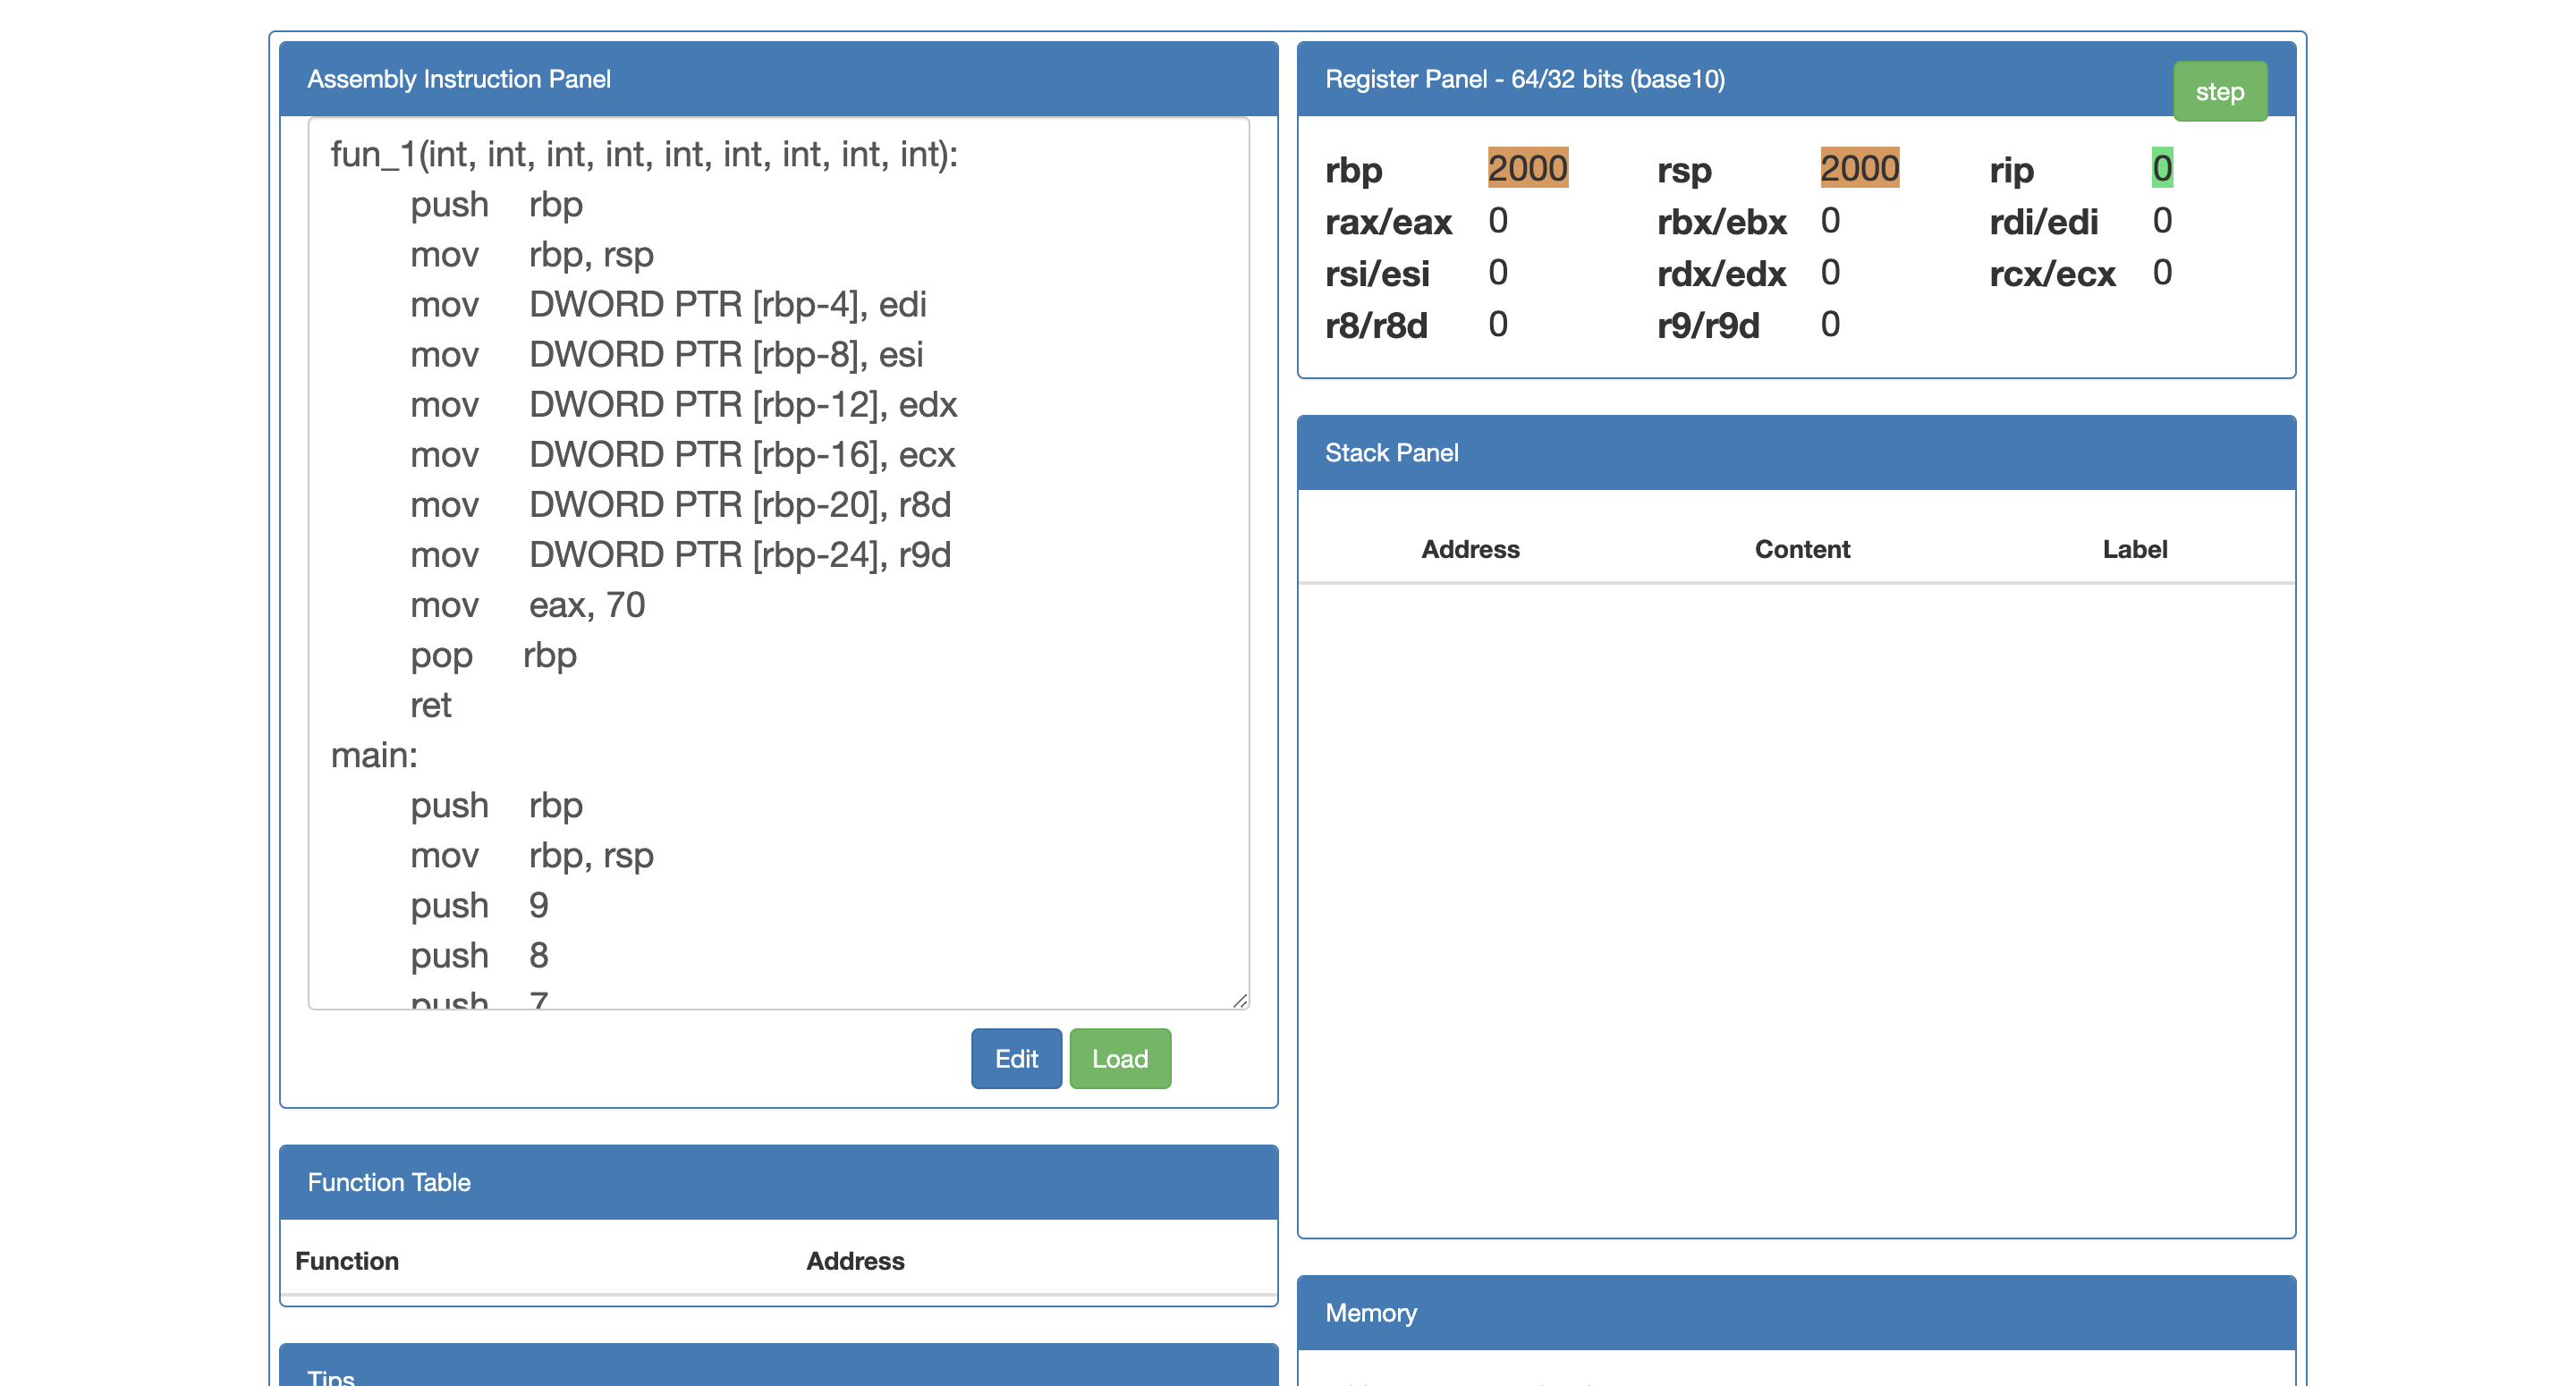 Assembly Instruction Panel
fun_1(int, int, int, int, int, int, int, int, int):
push rbp
mov rbp, rsp
mov DWORD PTR [rbp-4], edi
mov DWORD PTR [rbp-8], esi
mov DWORD PTR [rbp-12], edx
mov DWORD PTR [rbp-16], ecx
mov DWORD PTR [rbp-20], r8d
mov DWORD PTR [rbp-24], r9d
mov eax, 70
pop rbp
ret
main:
push rbp
mov rbp, rsp
push 9
push 8
push 7
Edit Load
Function Table
Function Address
Tips
Register Panel - 64/32 bits (base10)
step
rbp 2000 rsp 2000 rip 0
rax/eax 0 rbx/ebx 0 rdi/edi 0
rsi/esi 0 rdx/edx 0 rcx/ecx 0
r8/r8d 0 r9/r9d 0
Stack Panel
Address Content Label
Memory